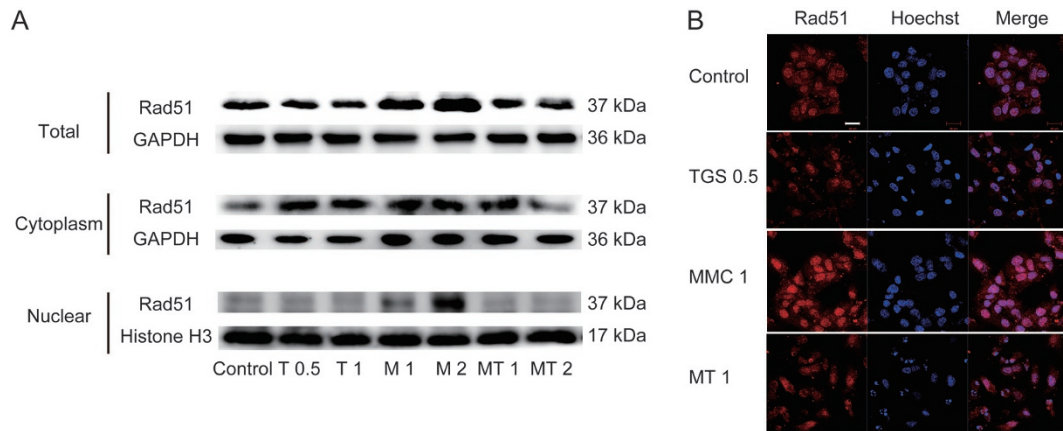 A
Total
Rad51 37 kDa
GAPDH 36 kDa
Cytoplasm
Rad51 37 kDa
GAPDH 36 kDa
Nuclear
Rad51 37 kDa
Histone H3 17 kDa
Control T 0.5 T 1 M 1 M 2 MT 1 MT 2
B
Rad51 Hoechst Merge
Control
TGS 0.5
MMC 1
MT 1